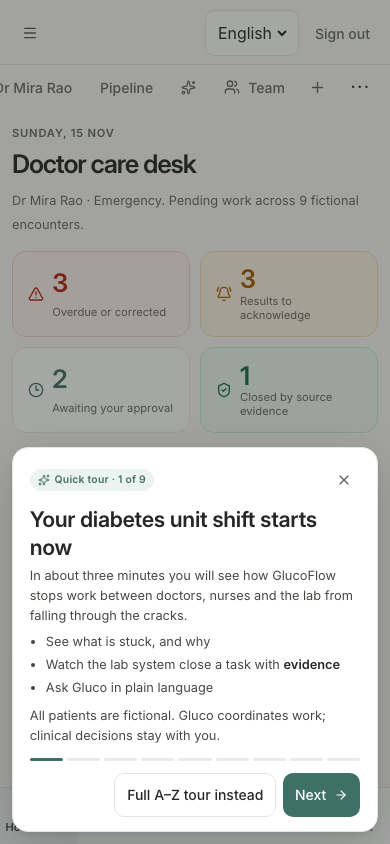 English
Sign out
Dr Mira Rao
Pipeline
Team
SUNDAY, 15 NOV
Doctor care desk
Dr Mira Rao · Emergency. Pending work across 9 fictional
encounters.
3
Overdue or corrected
3
Results to
acknowledge
2
Awaiting your approval
1
Closed by source
evidence
Quick tour · 1 of 9
Your diabetes unit shift starts
now
In about three minutes you will see how GlucoFlow
stops work between doctors, nurses and the lab from
falling through the cracks.
• See what is stuck, and why
• Watch the lab system close a task with evidence
• Ask Gluco in plain language
All patients are fictional. Gluco coordinates work;
clinical decisions stay with you.
Full A–Z tour instead
Next